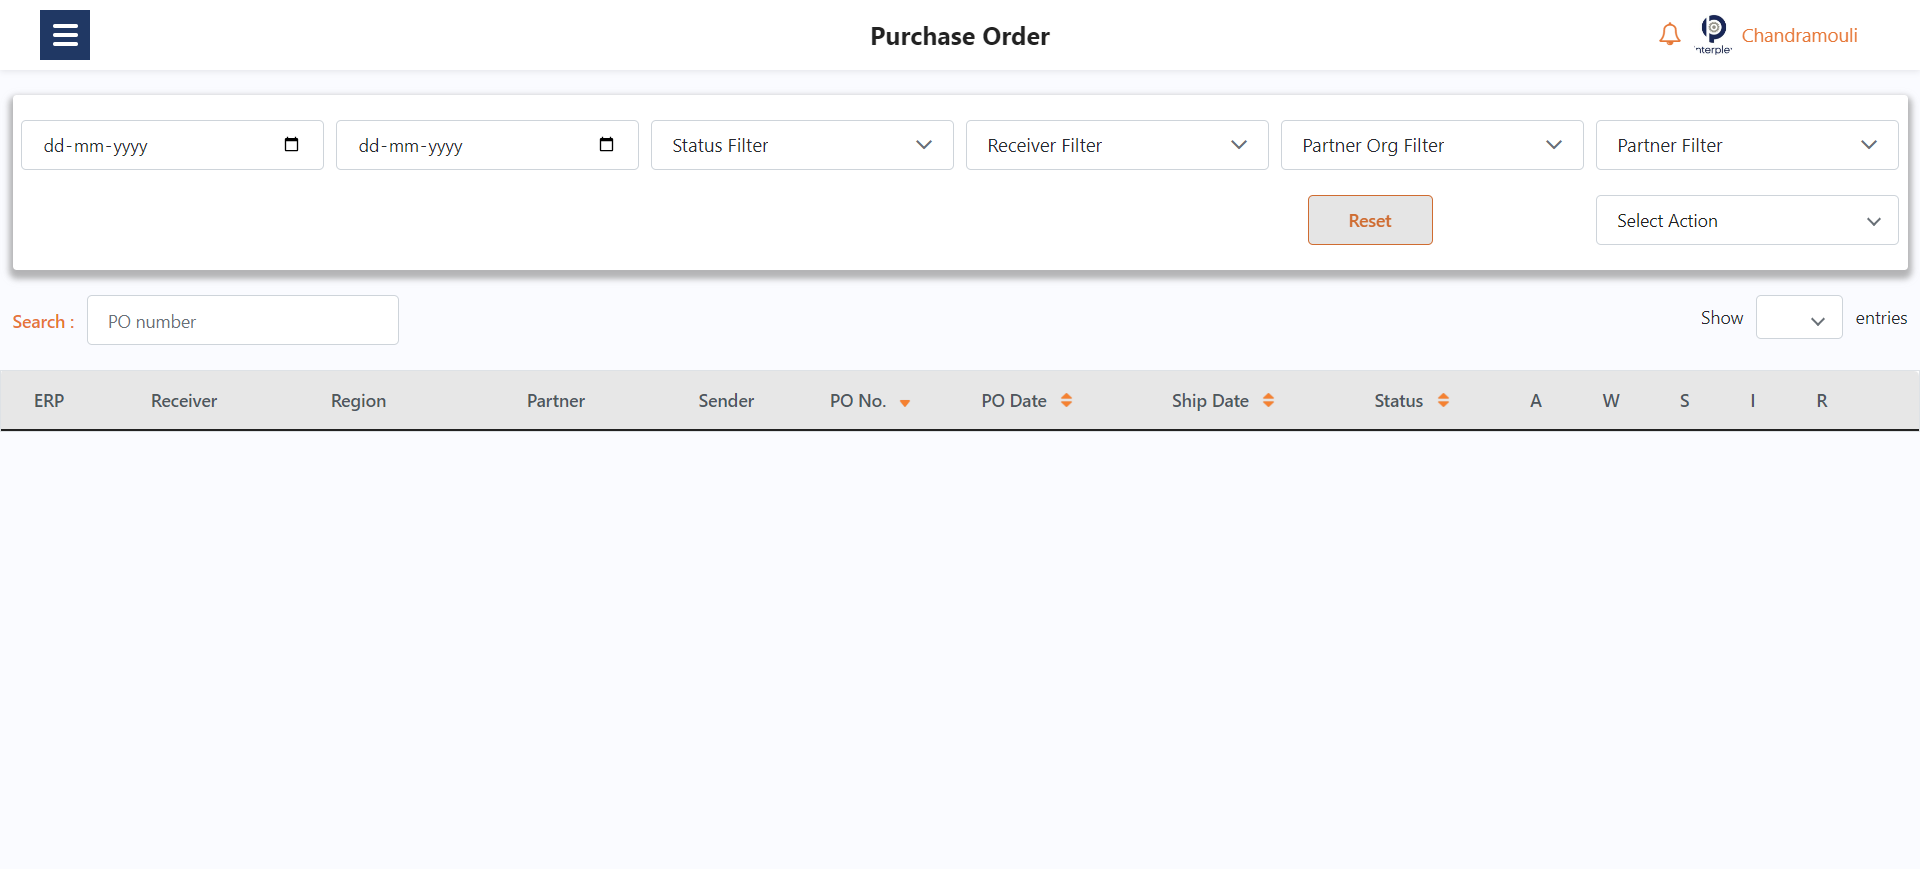 Purchase Order
nterple
Chandramouli
dd-mm-yyyy dd-mm-yyyy Status Filter Receiver Filter Partner Org Filter Partner Filter
Reset Select Action
Search : PO number Show entries
ERP Receiver Region Partner Sender PO No. PO Date Ship Date Status A W S I R